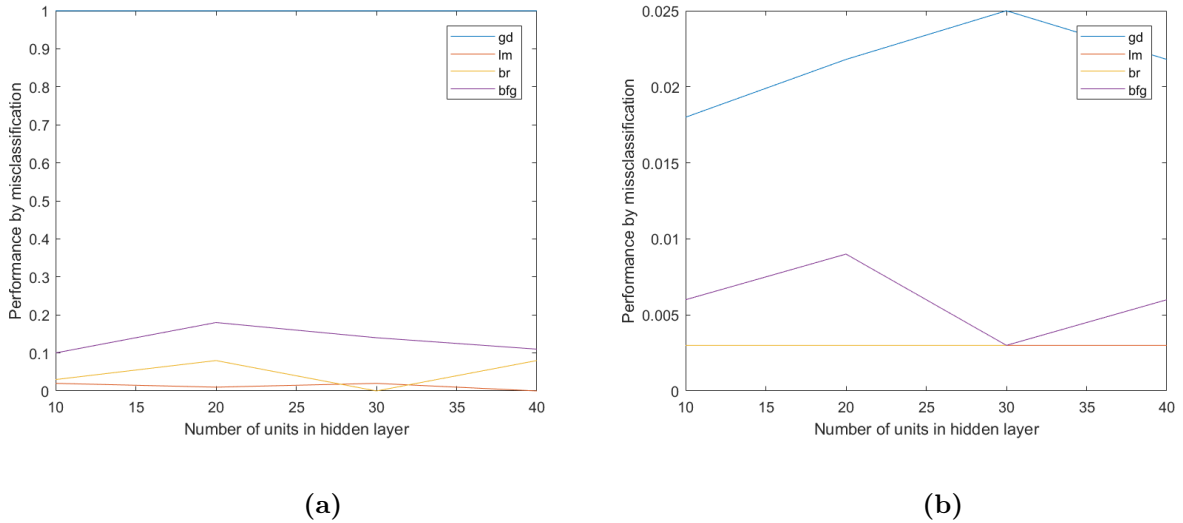 Performance by misclassification
1
0.9
0.8
0.7
0.6
0.5
0.4
0.3
0.2
0.1
0
10 15 20 25 30 35 40
Number of units in hidden layer
gd
lm
br
bfg
(a)
Performance by missclassification
0.025
0.02
0.015
0.01
0.005
0
10 15 20 25 30 35 40
Number of units in hidden layer
gd
lm
br
bfg
(b)